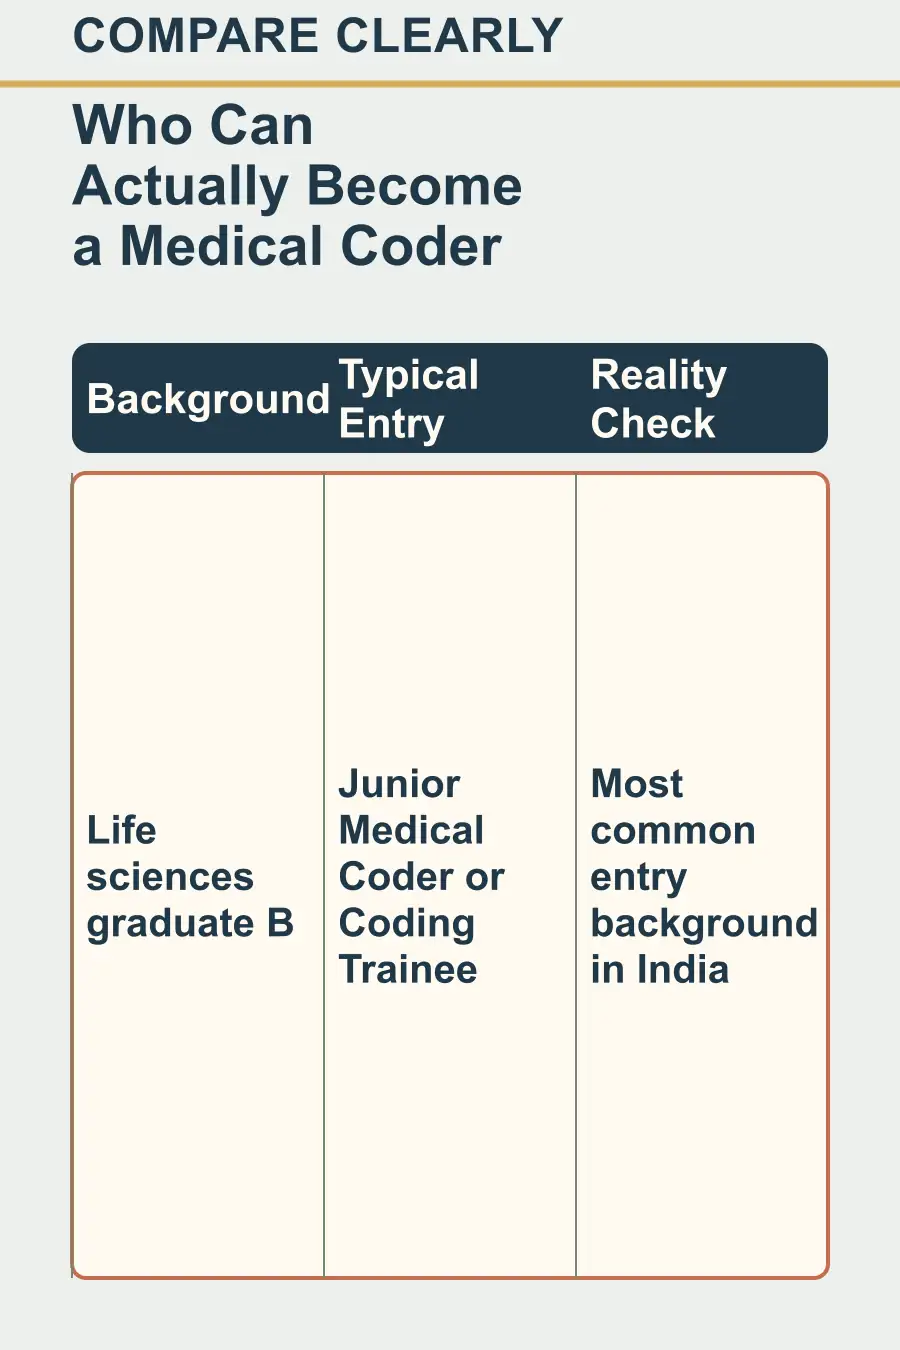 COMPARE CLEARLY
Who Can
Actually Become
a Medical Coder
Background
Typical
Entry
Reality
Check
Life
sciences
graduate B
Junior
Medical
Coder or
Coding
Trainee
Most
common
entry
background
in India